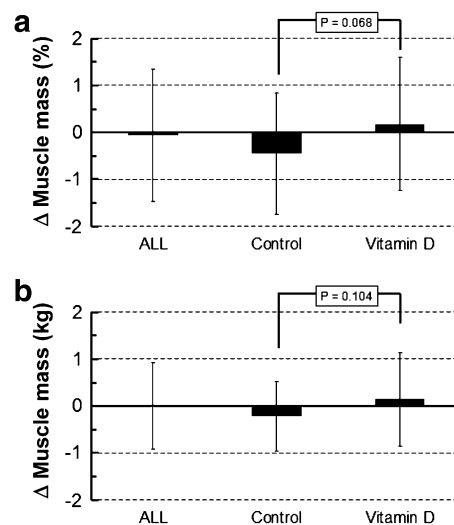 a
P = 0.068
Δ Muscle mass (%)
2
1
0
-1
-2
ALL Control Vitamin D
b
P = 0.104
Δ Muscle mass (kg)
2
1
0
-1
-2
ALL Control Vitamin D